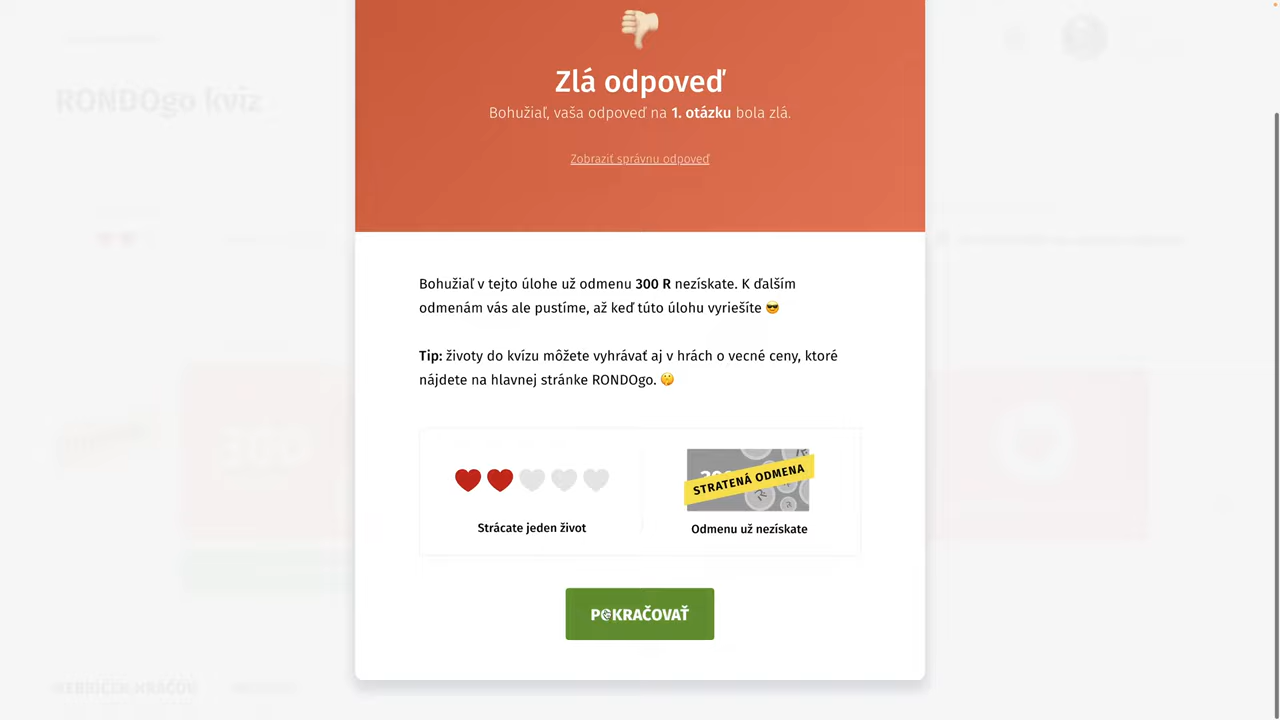 RONDOgo kvíz
Zlá odpoveď
Bohužiaľ, vaša odpoveď na 1. otázku bola zlá.
Zobraziť správnu odpoveď
Bohužiaľ v tejto úlohe už odmenu 300 R nezískate. K ďalším
odmenám vás ale pustíme, až keď túto úlohu vyriešíte 😎
Tip: životy do kvízu môžete vyhrávať aj v hrách o vecné ceny, ktoré
nájdete na hlavnej stránke RONDOgo. 🤫
STRATENÁ ODMENA
Strácate jeden život
Odmenu už nezískate
POKRAČOVAŤ